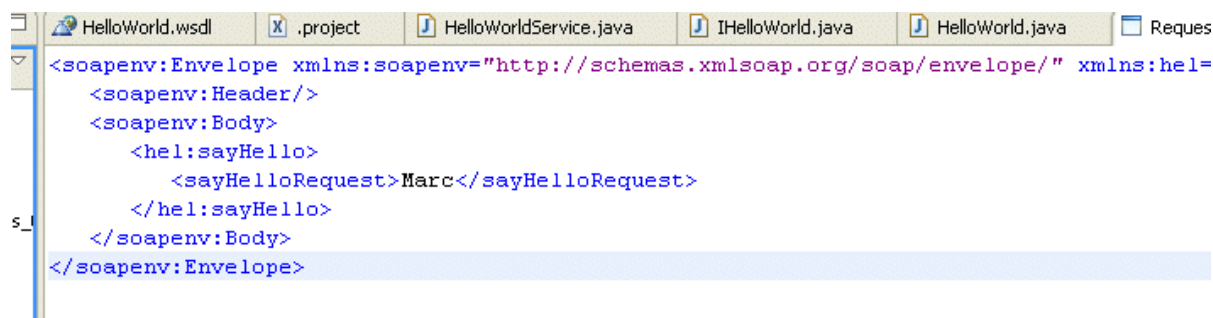 HelloWorld.wsdl .project HelloWorldService.java IHelloWorld.java HelloWorld.java Reques
<soapenv:Envelope xmlns:soapenv="http://schemas.xmlsoap.org/soap/envelope/" xmlns:hel=
<soapenv:Header/>
<soapenv:Body>
<hel:sayHello>
<sayHelloRequest>Marc</sayHelloRequest>
</hel:sayHello>
</soapenv:Body>
</soapenv:Envelope>